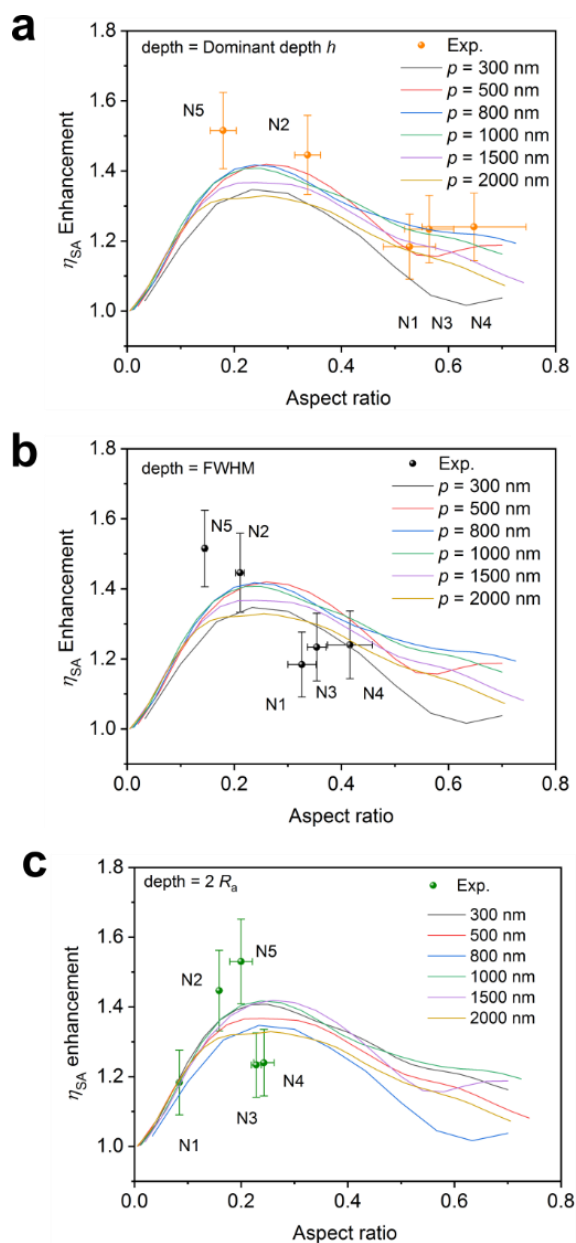 a
depth = Dominant depth h
Exp.
p = 300 nm
p = 500 nm
p = 800 nm
p = 1000 nm
p = 1500 nm
p = 2000 nm
N5
N2
N1 N3 N4
1.8
1.6
1.4
1.2
1.0
ηSA Enhancement
0.0 0.2 0.4 0.6 0.8
Aspect ratio
b
depth = FWHM
Exp.
p = 300 nm
p = 500 nm
p = 800 nm
p = 1000 nm
p = 1500 nm
p = 2000 nm
N5
N2
N1
N3
N4
1.8
1.6
1.4
1.2
1.0
ηSA Enhancement
0.0 0.2 0.4 0.6 0.8
Aspect ratio
c
depth = 2 Ra
Exp.
300 nm
500 nm
800 nm
1000 nm
1500 nm
2000 nm
N5
N2
N4
N3
N1
1.8
1.6
1.4
1.2
1.0
ηSA enhancement
0.0 0.2 0.4 0.6 0.8
Aspect ratio